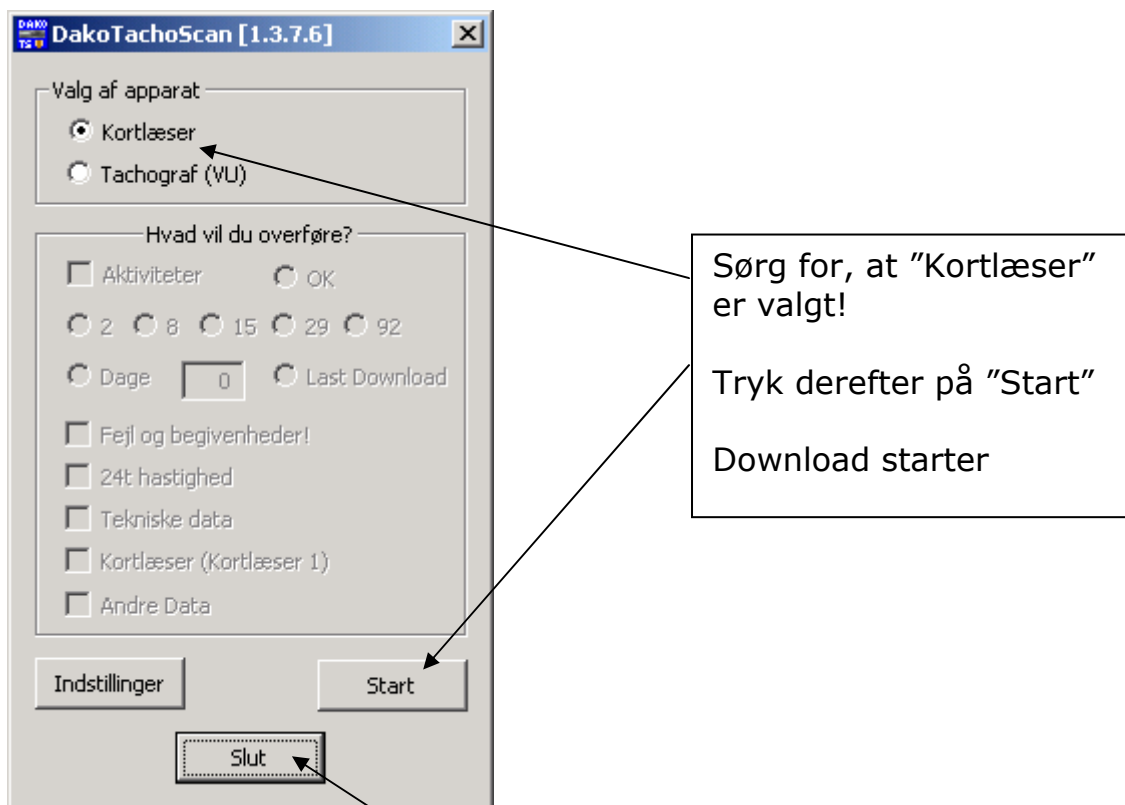 DAKO
TS
DakoTachoScan [1.3.7.6]
Valg af apparat
Kortlæser
Tachograf (VU)
Hvad vil du overføre?
Aktiviteter OK
2 8 15 29 92
Dage 0 Last Download
Fejl og begivenheder!
24t hastighed
Tekniske data
Kortlæser (Kortlæser 1)
Andre Data
Indstillinger Start
Slut
Sørg for, at ”Kortlæser”
er valgt!
Tryk derefter på ”Start”
Download starter